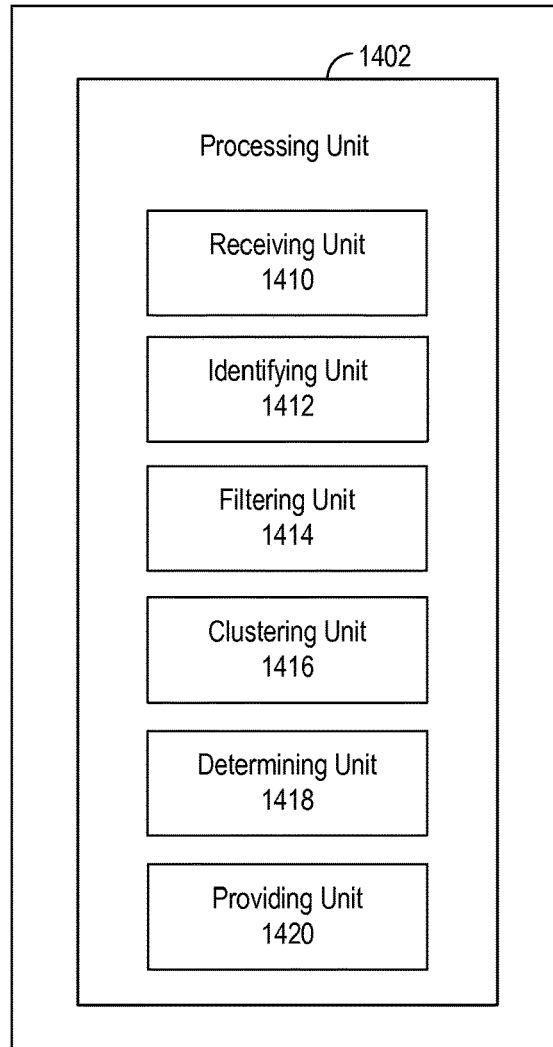 1402
Processing Unit
Receiving Unit
1410
Identifying Unit
1412
Filtering Unit
1414
Clustering Unit
1416
Determining Unit
1418
Providing Unit
1420